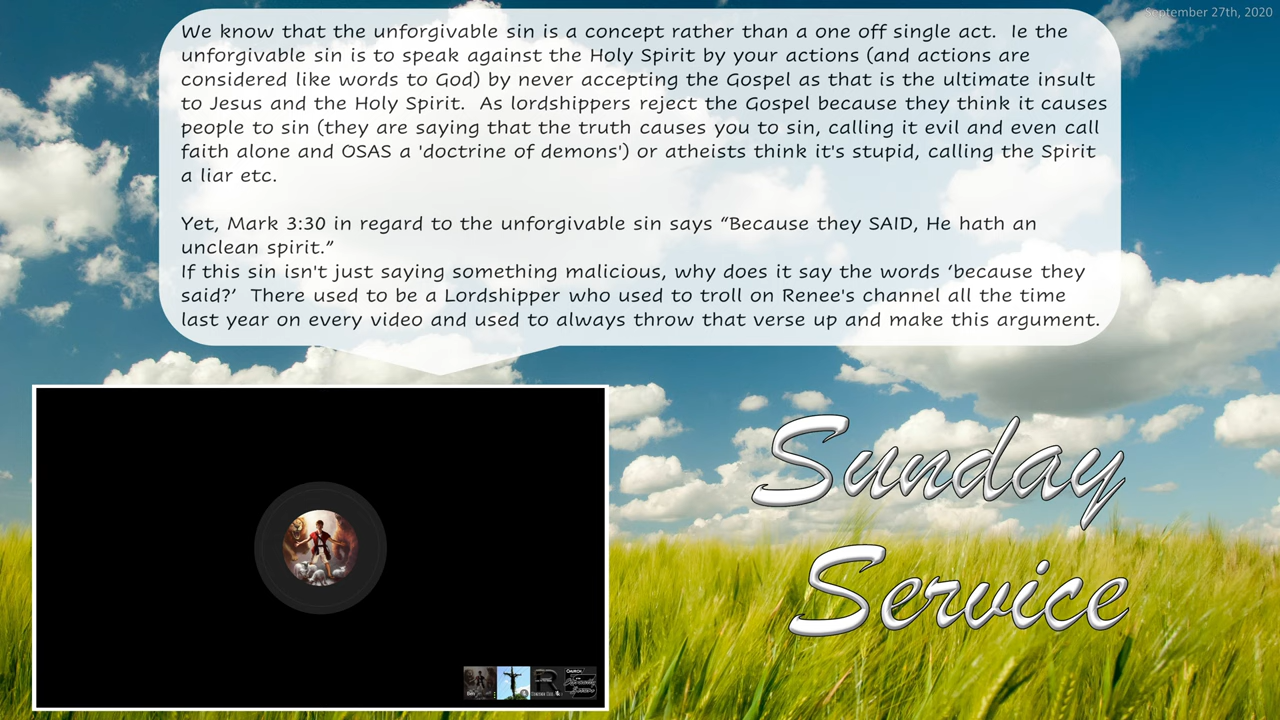 September 27th, 2020
We know that the unforgivable sin is a concept rather than a one off single act.  Ie the
unforgivable sin is to speak against the Holy Spirit by your actions (and actions are
considered like words to God) by never accepting the Gospel as that is the ultimate insult
to Jesus and the Holy Spirit.  As lordshippers reject the Gospel because they think it causes
people to sin (they are saying that the truth causes you to sin, calling it evil and even call
faith alone and OSAS a 'doctrine of demons') or atheists think it's stupid, calling the Spirit
a liar etc.
Yet, Mark 3:30 in regard to the unforgivable sin says “Because they SAID, He hath an
unclean spirit.”
If this sin isn't just saying something malicious, why does it say the words ‘because they
said?’  There used to be a Lordshipper who used to troll on Renee's channel all the time
last year on every video and used to always throw that verse up and make this argument.
Sunday
Service